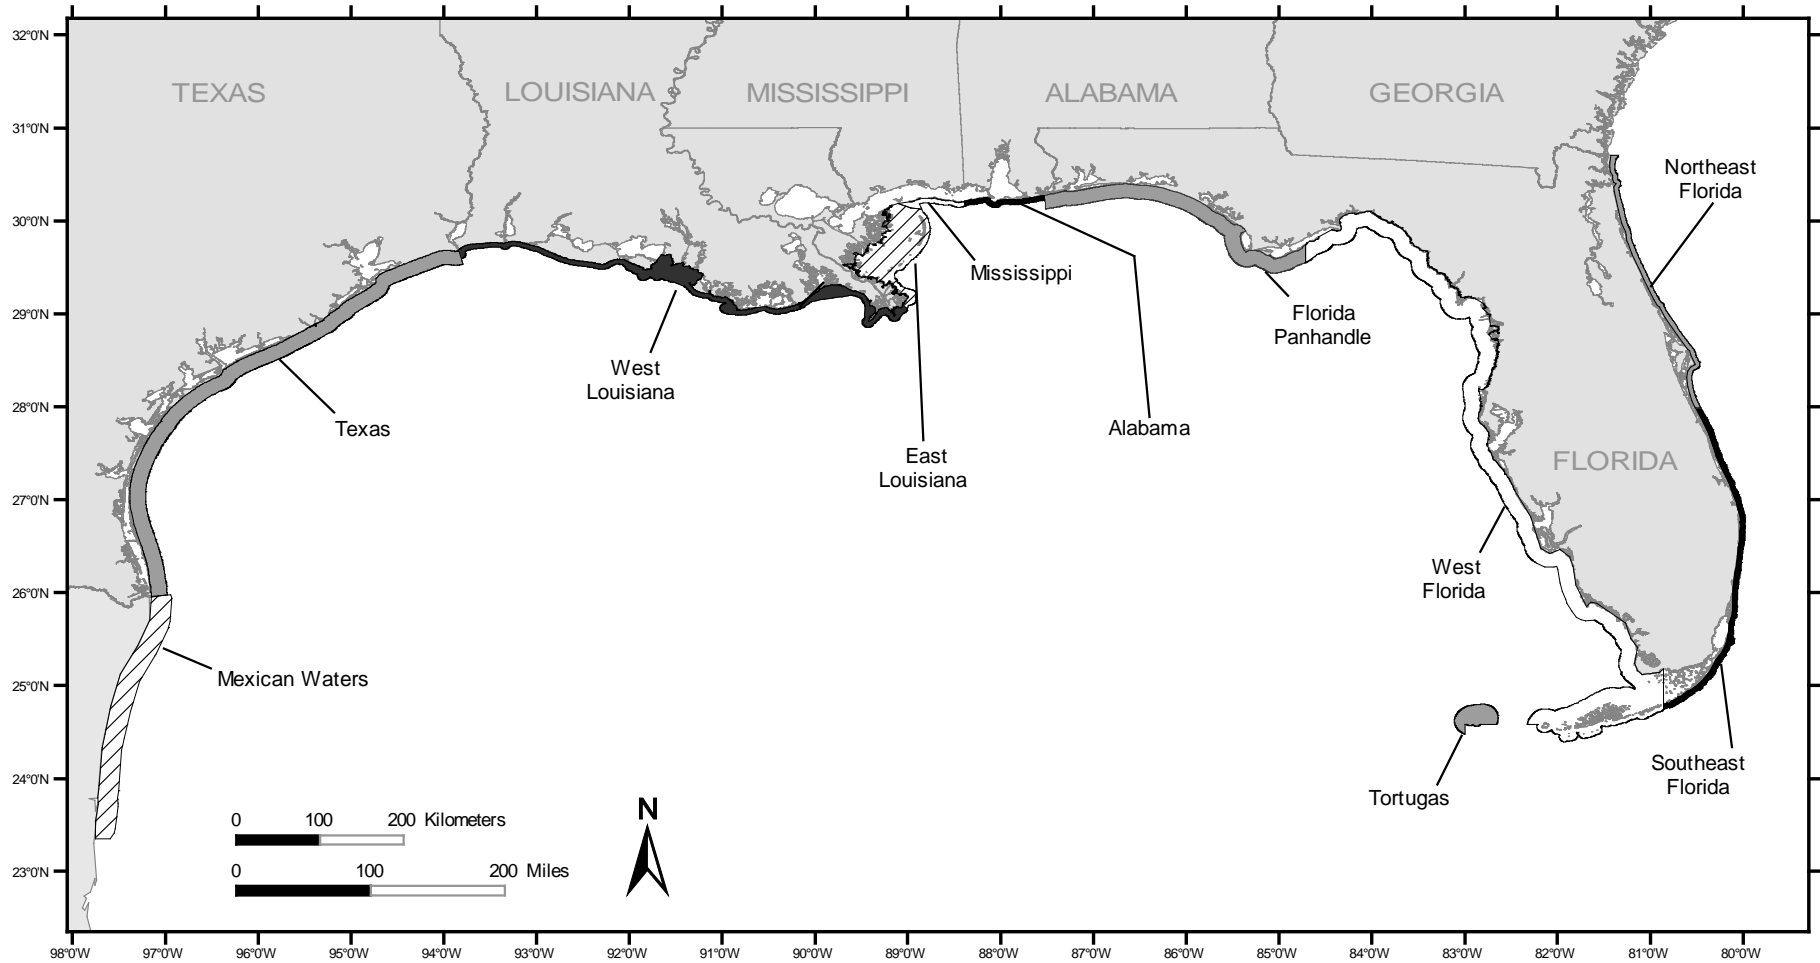 32°0'N
TEXAS
LOUISIANA
MISSISSIPPI
ALABAMA
GEORGIA
31°0'N
Northeast
Florida
30°0'N
Mississippi
29°0'N
Florida
Panhandle
West
Louisiana
28°0'N
Texas
Alabama
East
Louisiana
FLORIDA
27°0'N
West
Florida
26°0'N
Mexican Waters
25°0'N
Southeast
Florida
24°0'N
Tortugas
N
0 100 200 Kilometers
0 100 200 Miles
23°0'N
98°0'W 97°0'W 96°0'W 95°0'W 94°0'W 93°0'W 92°0'W 91°0'W 90°0'W 89°0'W 88°0'W 87°0'W 86°0'W 85°0'W 84°0'W 83°0'W 82°0'W 81°0'W 80°0'W